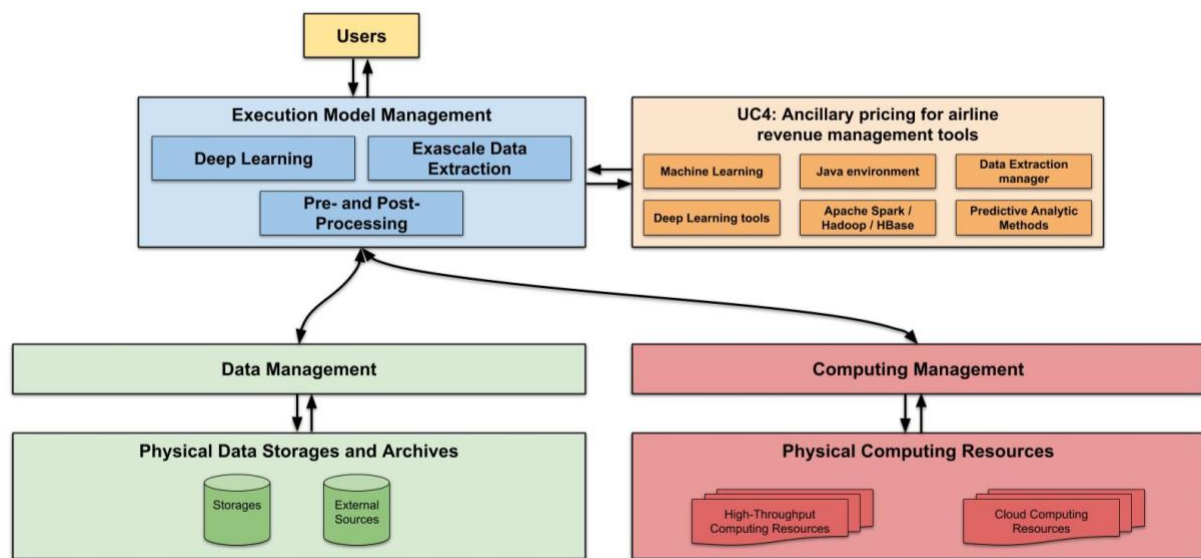 Users
Execution Model Management
Deep Learning
Exascale Data
Extraction
Pre- and Post-
Processing
UC4: Ancillary pricing for airline
revenue management tools
Machine Learning
Java environment
Data Extraction
manager
Deep Learning tools
Apache Spark /
Hadoop / HBase
Predictive Analytic
Methods
Data Management
Computing Management
Physical Data Storages and Archives
Storages
External
Sources
Physical Computing Resources
High-Throughput
Computing Resources
Cloud Computing
Resources